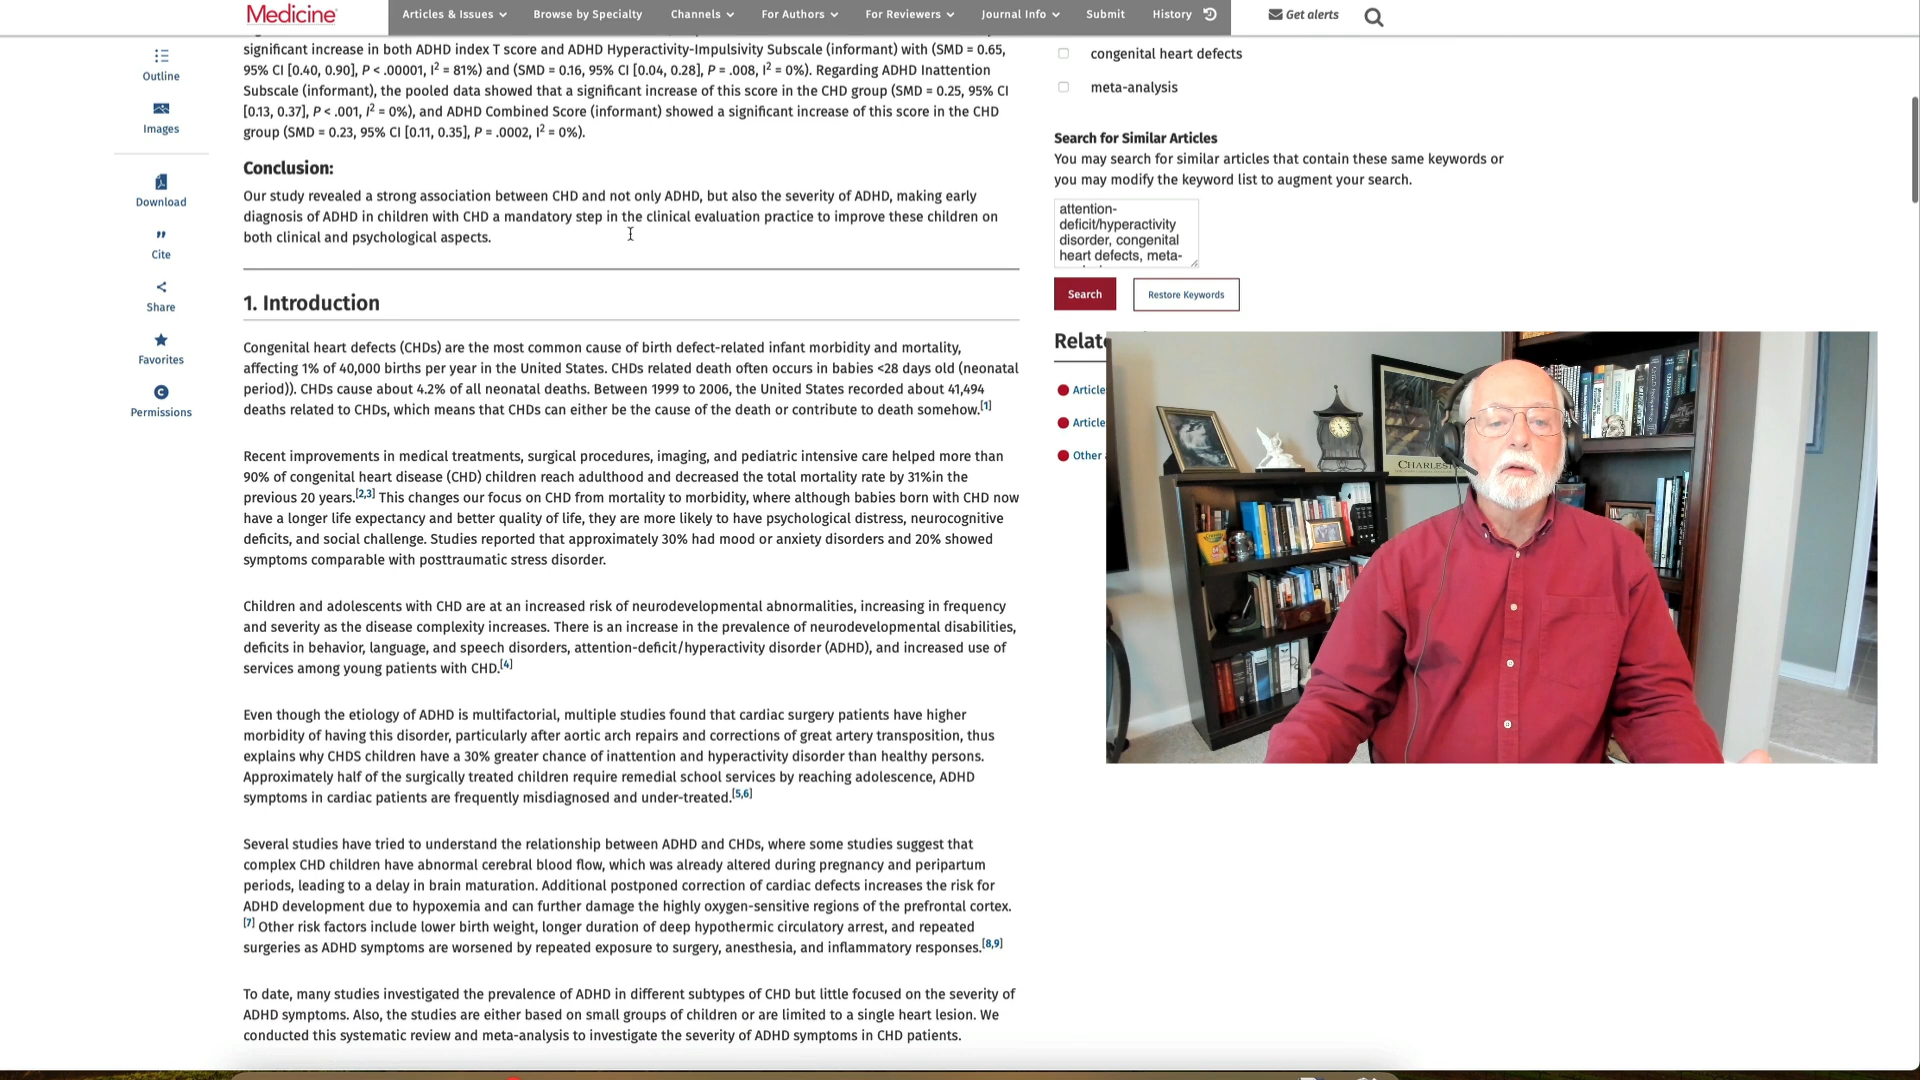 Medicine
Articles & Issues
Browse by Specialty
Channels
For Authors
For Reviewers
Journal Info
Submit
History
Get alerts
Outline
Images
Download
Cite
Share
Favorites
Permissions
significant increase in both ADHD index T score and ADHD Hyperactivity-Impulsivity Subscale (informant) with (SMD = 0.65,
95% CI [0.40, 0.90], P < .00001, I² = 81%) and (SMD = 0.16, 95% CI [0.04, 0.28], P = .008, I² = 0%). Regarding ADHD Inattention
Subscale (informant), the pooled data showed that a significant increase of this score in the CHD group (SMD = 0.25, 95% CI
[0.13, 0.37], P < .001, I² = 0%), and ADHD Combined Score (informant) showed a significant increase of this score in the CHD
group (SMD = 0.23, 95% CI [0.11, 0.35], P = .0002, I² = 0%).
Conclusion:
Our study revealed a strong association between CHD and not only ADHD, but also the severity of ADHD, making early
diagnosis of ADHD in children with CHD a mandatory step in the clinical evaluation practice to improve these children on
both clinical and psychological aspects.
1. Introduction
Congenital heart defects (CHDs) are the most common cause of birth defect-related infant morbidity and mortality,
affecting 1% of 40,000 births per year in the United States. CHDs related death often occurs in babies <28 days old (neonatal
period)). CHDs cause about 4.2% of all neonatal deaths. Between 1999 to 2006, the United States recorded about 41,494
deaths related to CHDs, which means that CHDs can either be the cause of the death or contribute to death somehow.[1]
Recent improvements in medical treatments, surgical procedures, imaging, and pediatric intensive care helped more than
90% of congenital heart disease (CHD) children reach adulthood and decreased the total mortality rate by 31%in the
previous 20 years.[2,3] This changes our focus on CHD from mortality to morbidity, where although babies born with CHD now
have a longer life expectancy and better quality of life, they are more likely to have psychological distress, neurocognitive
deficits, and social challenge. Studies reported that approximately 30% had mood or anxiety disorders and 20% showed
symptoms comparable with posttraumatic stress disorder.
Children and adolescents with CHD are at an increased risk of neurodevelopmental abnormalities, increasing in frequency
and severity as the disease complexity increases. There is an increase in the prevalence of neurodevelopmental disabilities,
deficits in behavior, language, and speech disorders, attention-deficit/hyperactivity disorder (ADHD), and increased use of
services among young patients with CHD.[4]
Even though the etiology of ADHD is multifactorial, multiple studies found that cardiac surgery patients have higher
morbidity of having this disorder, particularly after aortic arch repairs and corrections of great artery transposition, thus
explains why CHDS children have a 30% greater chance of inattention and hyperactivity disorder than healthy persons.
Approximately half of the surgically treated children require remedial school services by reaching adolescence, ADHD
symptoms in cardiac patients are frequently misdiagnosed and under-treated.[5,6]
Several studies have tried to understand the relationship between ADHD and CHDs, where some studies suggest that
complex CHD children have abnormal cerebral blood flow, which was already altered during pregnancy and peripartum
periods, leading to a delay in brain maturation. Additional postponed correction of cardiac defects increases the risk for
ADHD development due to hypoxemia and can further damage the highly oxygen-sensitive regions of the prefrontal cortex.
[7] Other risk factors include lower birth weight, longer duration of deep hypothermic circulatory arrest, and repeated
surgeries as ADHD symptoms are worsened by repeated exposure to surgery, anesthesia, and inflammatory responses.[8,9]
To date, many studies investigated the prevalence of ADHD in different subtypes of CHD but little focused on the severity of
ADHD symptoms. Also, the studies are either based on small groups of children or are limited to a single heart lesion. We
conducted this systematic review and meta-analysis to investigate the severity of ADHD symptoms in CHD patients.
congenital heart defects
meta-analysis
Search for Similar Articles
You may search for similar articles that contain these same keywords or
you may modify the keyword list to augment your search.
attention-
deficit/hyperactivity
disorder, congenital
heart defects, meta-
Search
Restore Keywords
Relat
Article
Article
Other
CHARLES